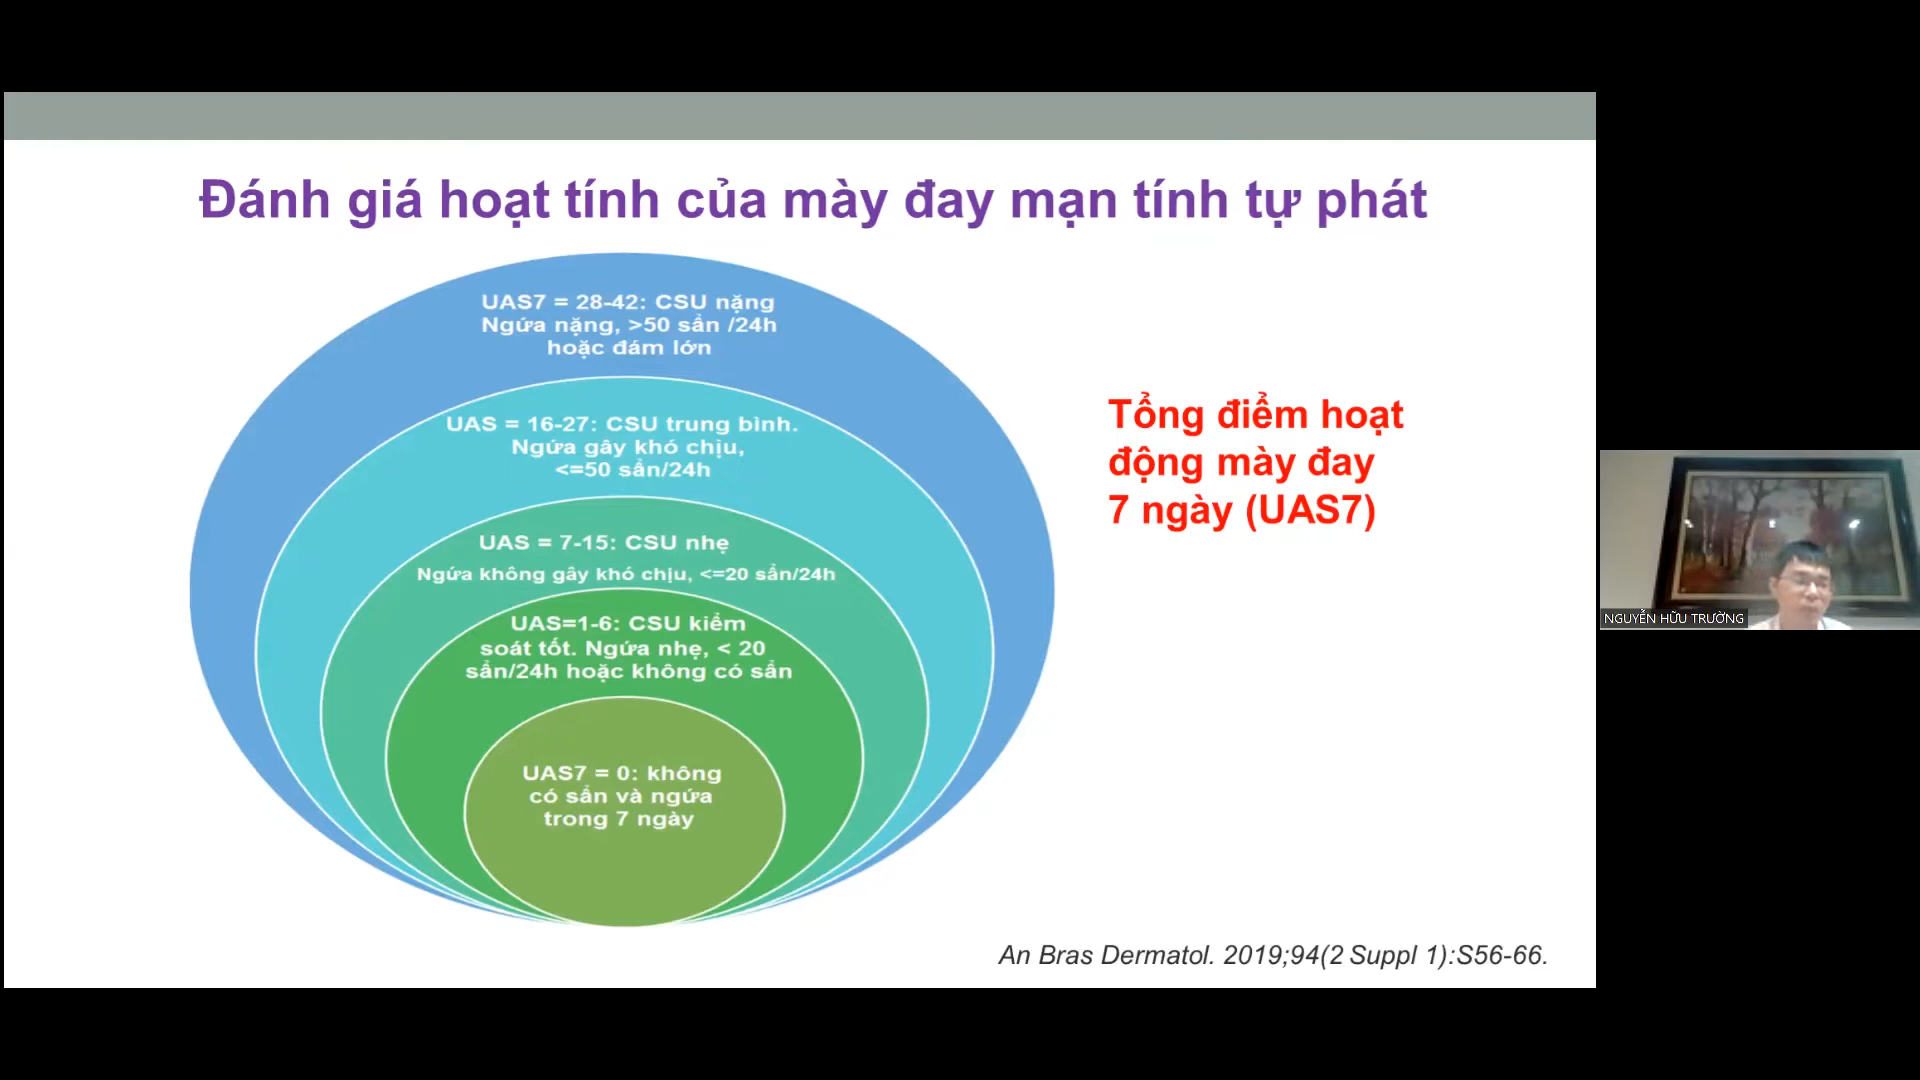 Đánh giá hoạt tính của mày đay mạn tính tự phát
UAS7 = 28-42: CSU nặng
Ngứa nặng, >50 sẩn /24h
hoặc đám lớn
UAS = 16-27: CSU trung bình.
Ngứa gây khó chịu,
<=50 sẩn/24h
UAS = 7-15: CSU nhẹ
Ngứa không gây khó chịu, <=20 sẩn/24h
UAS=1-6: CSU kiểm
soát tốt. Ngứa nhẹ, < 20
sẩn/24h hoặc không có sẩn
UAS7 = 0: không
có sẩn và ngứa
trong 7 ngày
Tổng điểm hoạt
động mày đay
7 ngày (UAS7)
An Bras Dermatol. 2019;94(2 Suppl 1):S56-66.
NGUYỄN HỮU TRƯỜNG